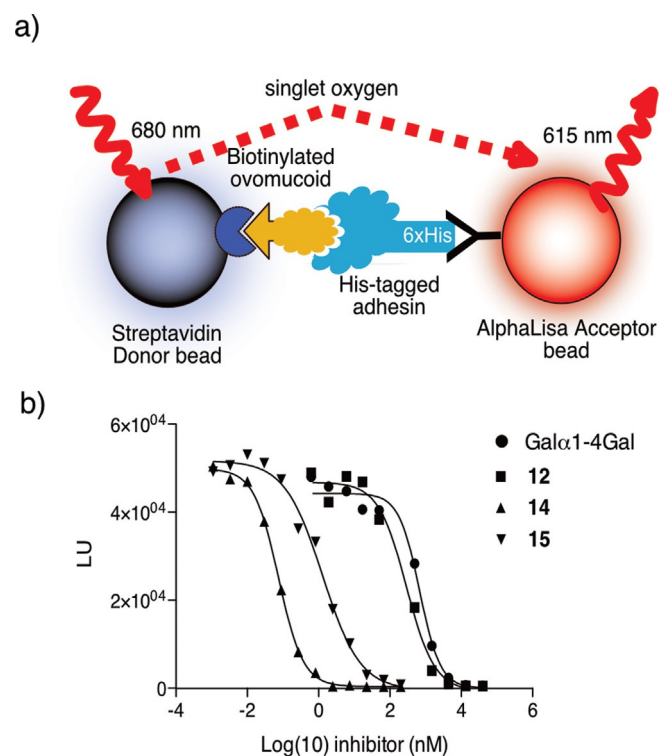 a)
singlet oxygen
680 nm
615 nm
Biotinylated
ovomucoid
6xHis
His-tagged
adhesin
Streptavidin
Donor bead
AlphaLisa Acceptor
bead
b)
6×10⁰⁴
4×10⁰⁴
2×10⁰⁴
0
LU
-4 -2 0 2 4 6
Log(10) inhibitor (nM)
Galα1-4Gal
12
14
15